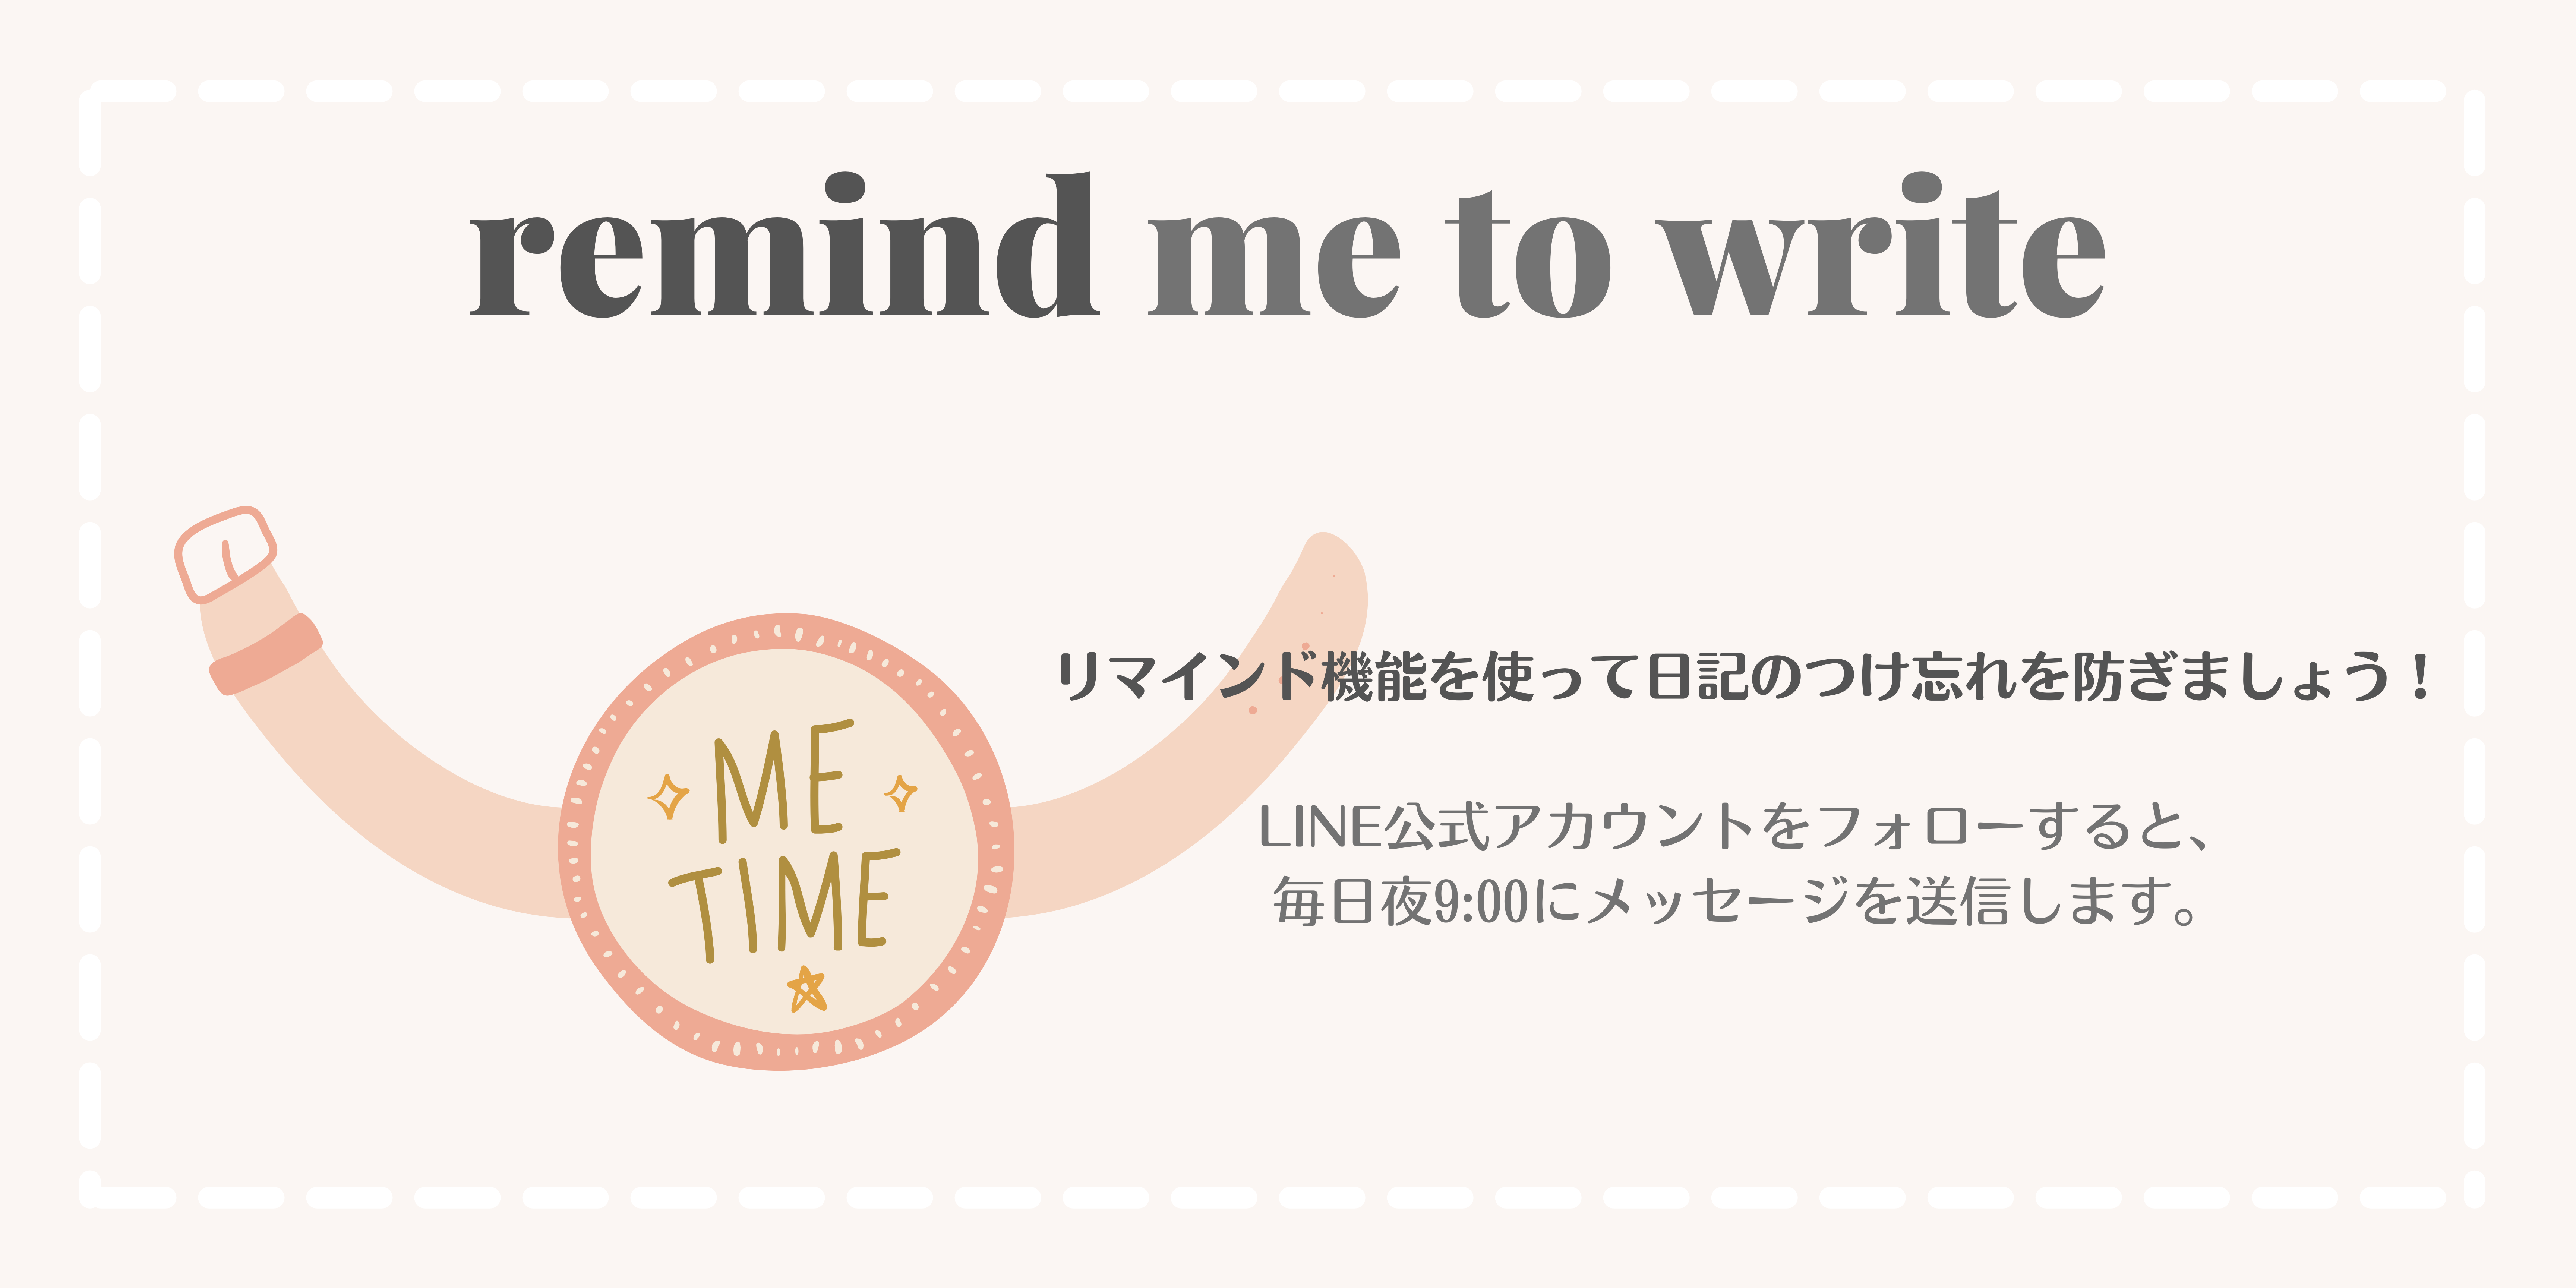 remind me to write
ME
TIME
リマインド機能を使って日記のつけ忘れを防ぎましょう！
LINE公式アカウントをフォローすると、
毎日夜9:00にメッセージを送信します。